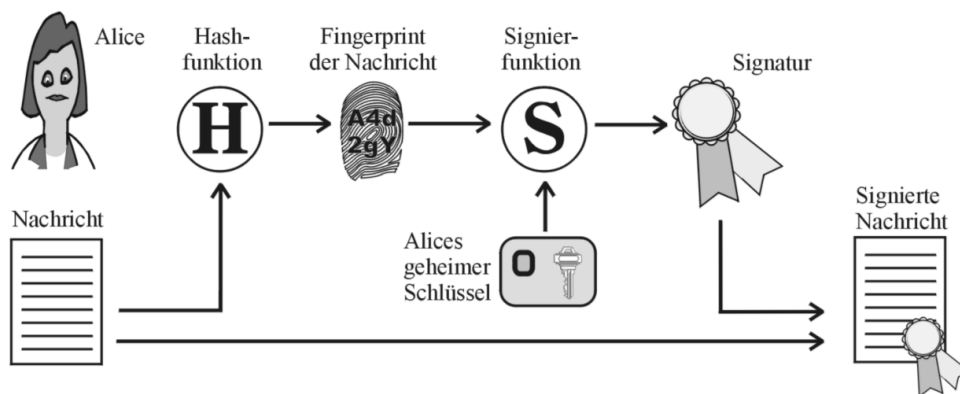 Alice
Hash-
funktion
Fingerprint
der Nachricht
Signier-
funktion
Signatur
H
A4d
2gY
S
Nachricht
Alices
geheimer
Schlüssel
Signierte
Nachricht